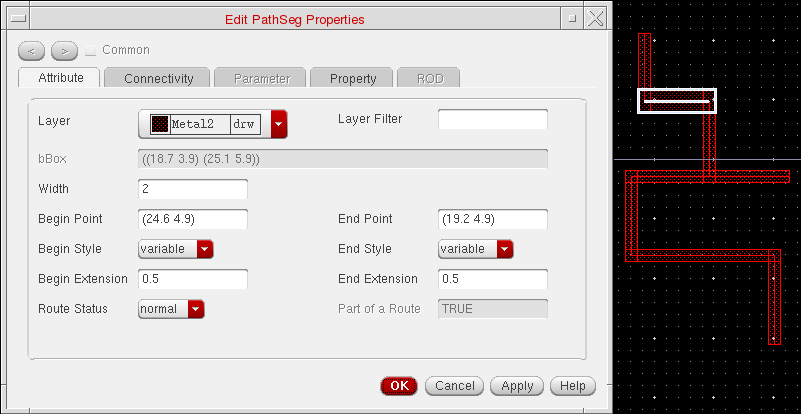 Edit PathSeg Properties
< > Common
Attribute Connectivity Parameter Property ROD
Layer Metal2 drw Layer Filter
bBox ((18.7 3.9) (25.1 5.9))
Width 2
Begin Point (24.6 4.9) End Point (19.2 4.9)
Begin Style variable End Style variable
Begin Extension 0.5 End Extension 0.5
Route Status normal Part of a Route TRUE
OK Cancel Apply Help